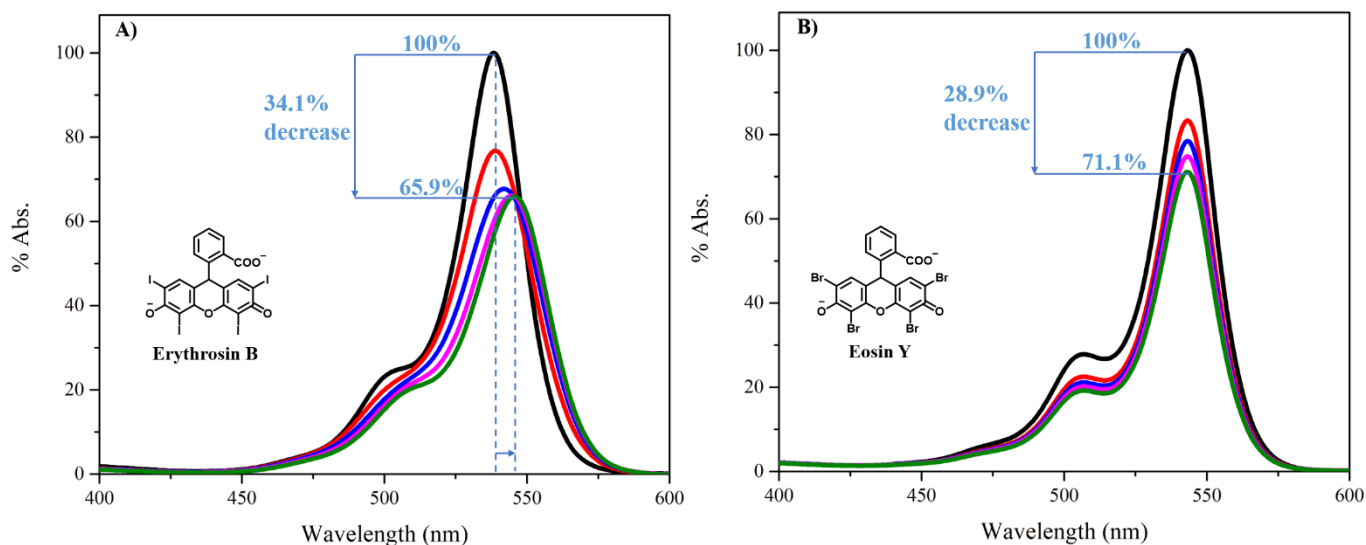 A)
100%
34.1%
decrease
65.9%
COO⁻
I
I
⁻O
I
O
I
O
Erythrosin B
% Abs.
100
80
60
40
20
0
400
450
500
550
600
Wavelength (nm)
B)
100%
28.9%
decrease
71.1%
COO⁻
Br
Br
⁻O
Br
O
Br
O
Eosin Y
% Abs.
100
80
60
40
20
0
400
450
500
550
600
Wavelength (nm)